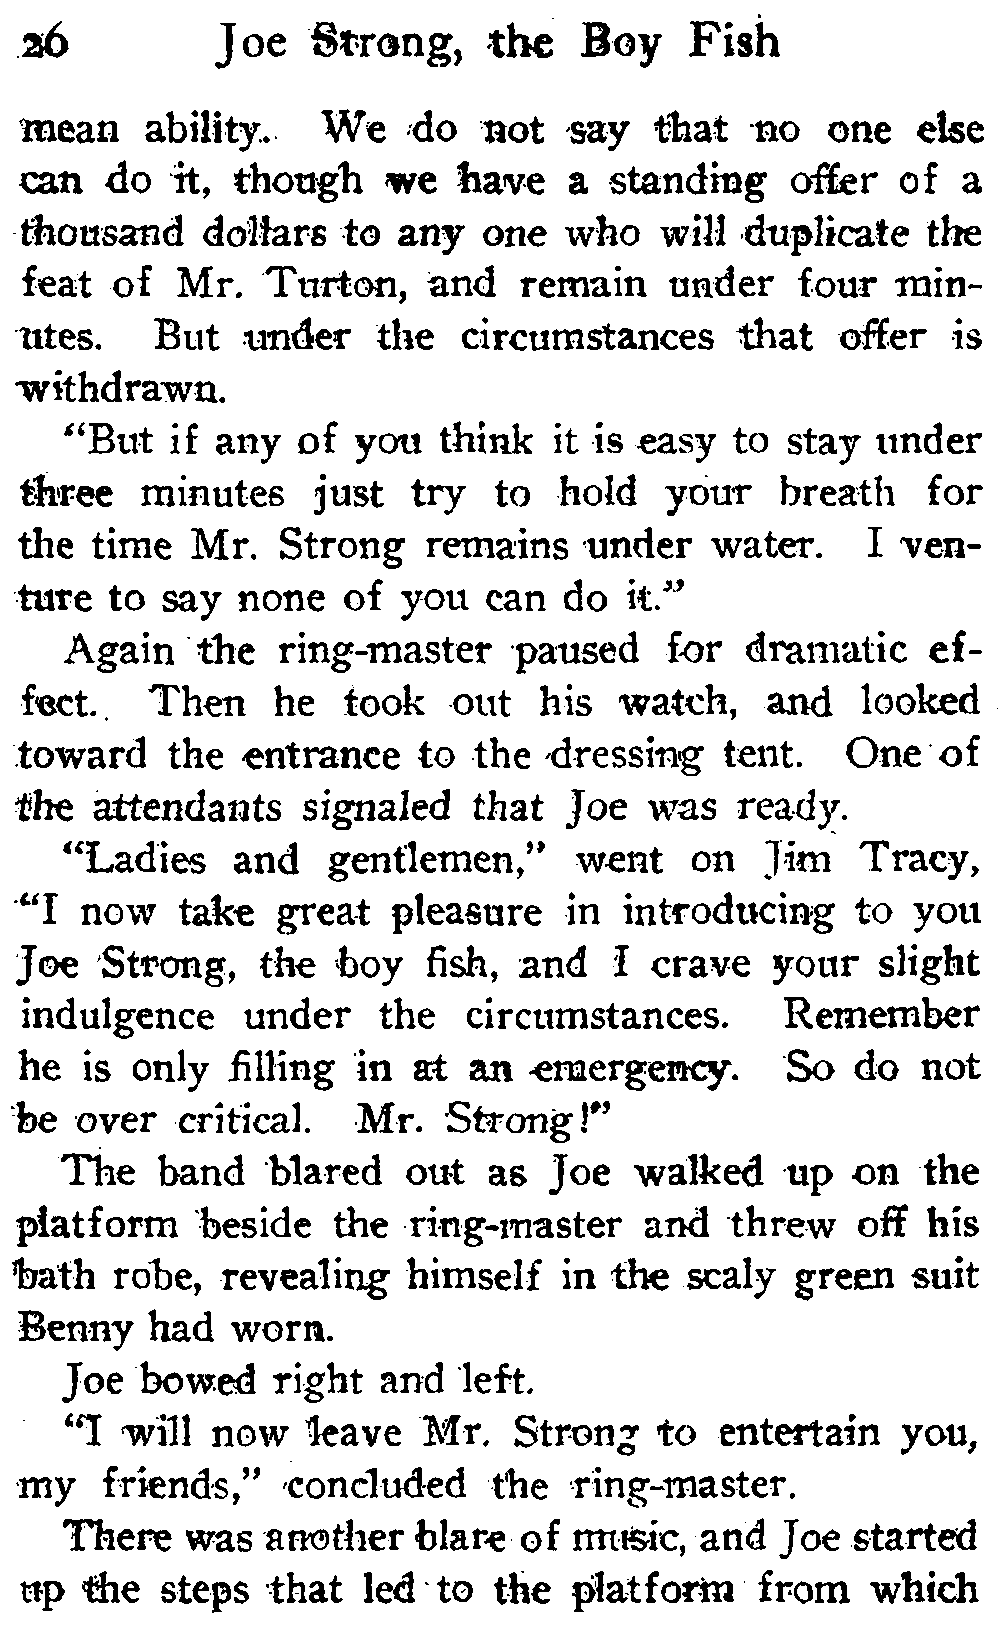 26 Joe Strong, the Boy Fish
mean ability. We do not say that no one else
can do it, though we have a standing offer of a
thousand dollars to any one who will duplicate the
feat of Mr. Turton, and remain under four min-
utes. But under the circumstances that offer is
withdrawn.
"But if any of you think it is easy to stay under
three minutes just try to hold your breath for
the time Mr. Strong remains under water. I ven-
ture to say none of you can do it."
Again the ring-master paused for dramatic ef-
fect. Then he took out his watch, and looked
toward the entrance to the dressing tent. One of
the attendants signaled that Joe was ready.
"Ladies and gentlemen," went on Jim Tracy,
"I now take great pleasure in introducing to you
Joe Strong, the boy fish, and I crave your slight
indulgence under the circumstances. Remember
he is only filling in at an emergency. So do not
be over critical. Mr. Strong!"
The band blared out as Joe walked up on the
platform beside the ring-master and threw off his
bath robe, revealing himself in the scaly green suit
Benny had worn.
Joe bowed right and left.
"I will now leave Mr. Strong to entertain you,
my friends," concluded the ring-master.
There was another blare of music, and Joe started
up the steps that led to the platform from which